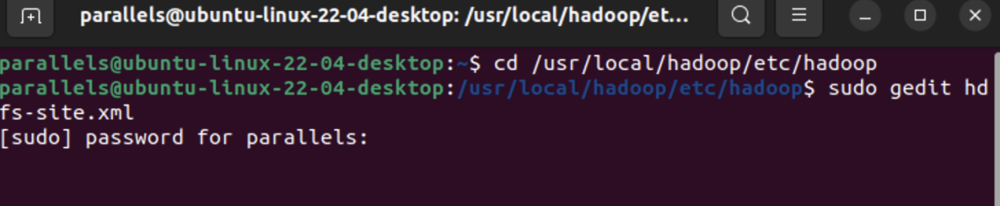 parallels@ubuntu-linux-22-04-desktop: /usr/local/hadoop/et...
parallels@ubuntu-linux-22-04-desktop:~$ cd /usr/local/hadoop/etc/hadoop
parallels@ubuntu-linux-22-04-desktop:/usr/local/hadoop/etc/hadoop$ sudo gedit hd
fs-site.xml
[sudo] password for parallels: